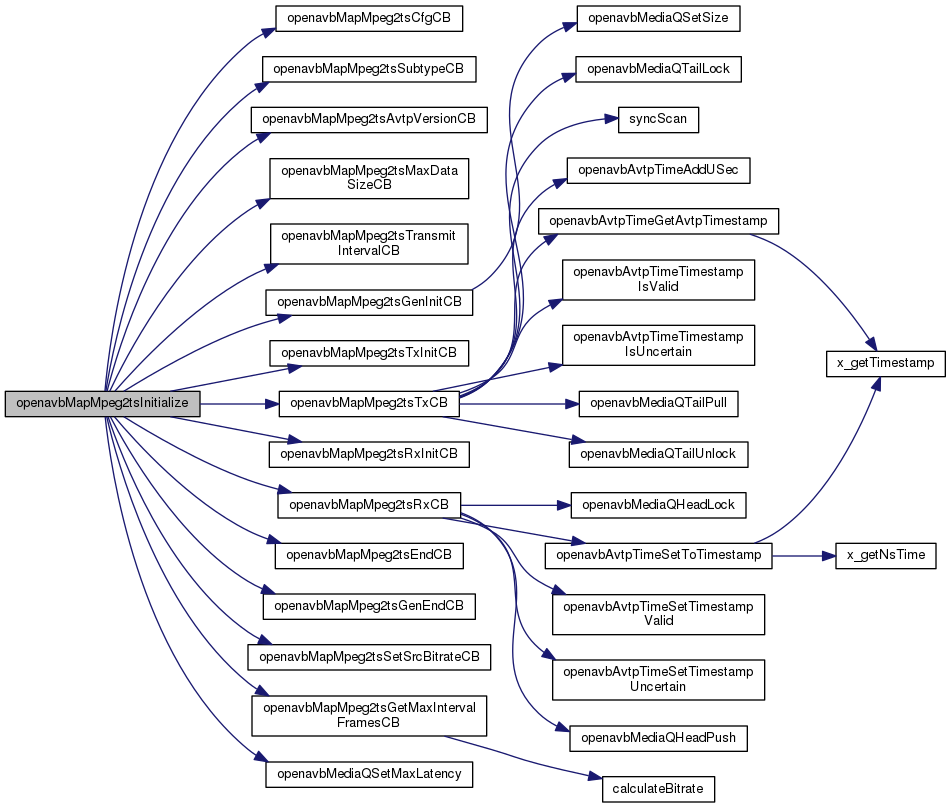 openavbMapMpeg2tsInitialize
openavbMapMpeg2tsCfgCB
openavbMapMpeg2tsSubtypeCB
openavbMapMpeg2tsAvtpVersionCB
openavbMapMpeg2tsMaxData
SizeCB
openavbMapMpeg2tsTransmit
IntervalCB
openavbMapMpeg2tsGenInitCB
openavbMapMpeg2tsTxInitCB
openavbMapMpeg2tsTxCB
openavbMapMpeg2tsRxInitCB
openavbMapMpeg2tsRxCB
openavbMapMpeg2tsEndCB
openavbMapMpeg2tsGenEndCB
openavbMapMpeg2tsSetSrcBitrateCB
openavbMapMpeg2tsGetMaxInterval
FramesCB
openavbMediaQSetMaxLatency
openavbMediaQSetSize
openavbMediaQTailLock
syncScan
openavbAvtpTimeAddUSec
openavbAvtpTimeGetAvtpTimestamp
openavbAvtpTimeTimestamp
IsValid
openavbAvtpTimeTimestamp
IsUncertain
openavbMediaQTailPull
openavbMediaQTailUnlock
openavbMediaQHeadLock
openavbAvtpTimeSetToTimestamp
openavbAvtpTimeSetTimestamp
Valid
openavbAvtpTimeSetTimestamp
Uncertain
openavbMediaQHeadPush
calculateBitrate
x_getTimestamp
x_getNsTime